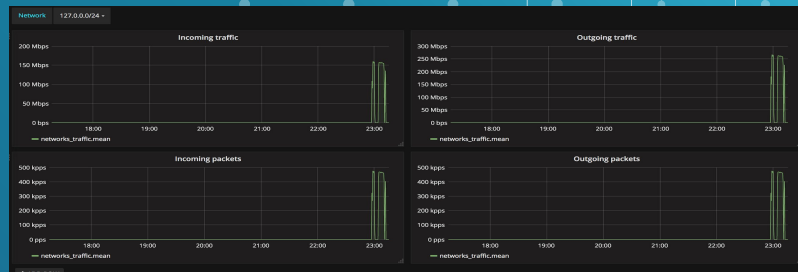 Network 127.0.0.0/24
Incoming traffic
200 Mbps
150 Mbps
100 Mbps
50 Mbps
0 bps
18:00 19:00 20:00 21:00 22:00 23:00
networks_traffic.mean
Outgoing traffic
300 Mbps
250 Mbps
200 Mbps
150 Mbps
100 Mbps
50 Mbps
0 bps
18:00 19:00 20:00 21:00 22:00 23:00
networks_traffic.mean
Incoming packets
500 kpps
400 kpps
300 kpps
200 kpps
100 kpps
0 pps
18:00 19:00 20:00 21:00 22:00 23:00
networks_traffic.mean
Outgoing packets
500 kpps
400 kpps
300 kpps
200 kpps
100 kpps
0 pps
18:00 19:00 20:00 21:00 22:00 23:00
networks_traffic.mean